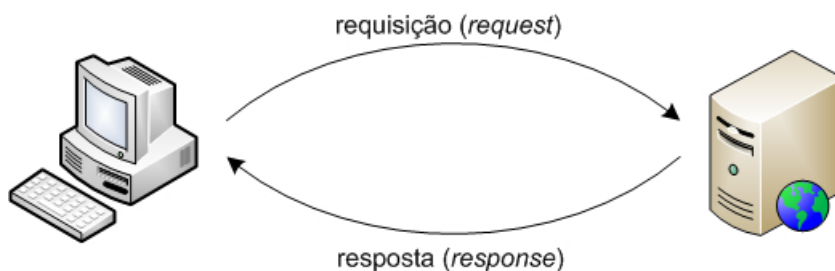 requisição (request)
resposta (response)